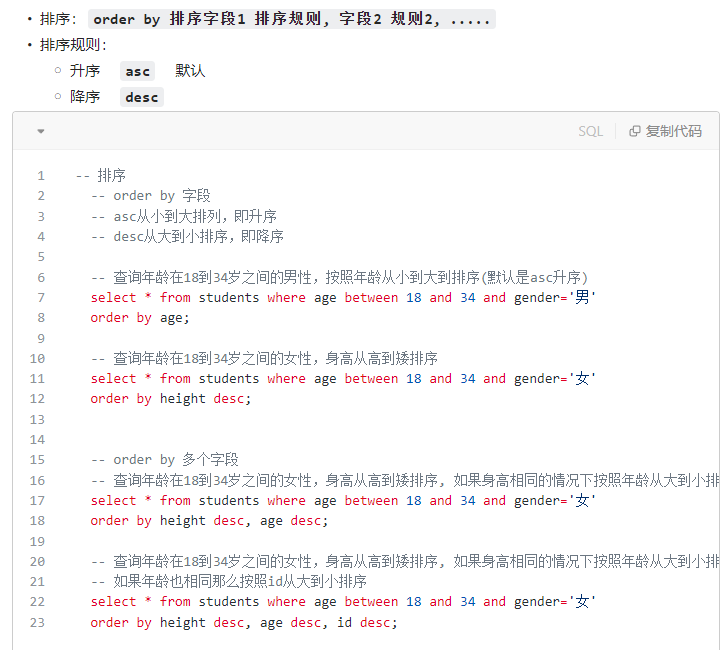 • 排序： order by 排序字段1 排序规则, 字段2 规则2, .....
• 排序规则：
○ 升序 asc 默认
○ 降序 desc
SQL 复制代码
1 -- 排序
2 -- order by 字段
3 -- asc从小到大排列，即升序
4 -- desc从大到小排序，即降序
5
6 -- 查询年龄在18到34岁之间的男性，按照年龄从小到大到排序(默认是asc升序)
7 select * from students where age between 18 and 34 and gender='男'
8 order by age;
9
10 -- 查询年龄在18到34岁之间的女性，身高从高到矮排序
11 select * from students where age between 18 and 34 and gender='女'
12 order by height desc;
13
14
15 -- order by 多个字段
16 -- 查询年龄在18到34岁之间的女性，身高从高到矮排序, 如果身高相同的情况下按照年龄从大到小排
17 select * from students where age between 18 and 34 and gender='女'
18 order by height desc, age desc;
19
20 -- 查询年龄在18到34岁之间的女性，身高从高到矮排序, 如果身高相同的情况下按照年龄从大到小排
21 -- 如果年龄也相同那么按照id从大到小排序
22 select * from students where age between 18 and 34 and gender='女'
23 order by height desc, age desc, id desc;